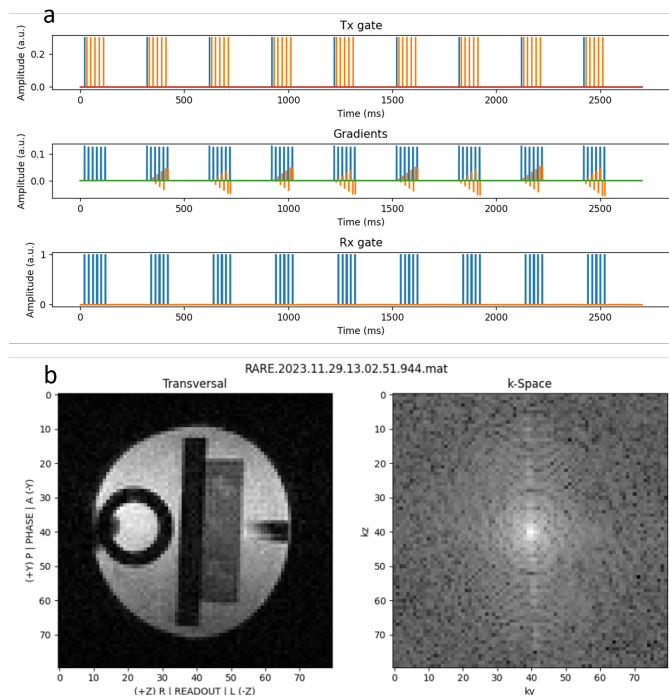 a
Tx gate
Amplitude (a.u.)
0.2
0.0
0 500 1000 1500 2000 2500
Time (ms)
Gradients
Amplitude (a.u.)
0.1
0.0
0 500 1000 1500 2000 2500
Time (ms)
Rx gate
Amplitude (a.u.)
1
0
0 500 1000 1500 2000 2500
Time (ms)
b
RARE.2023.11.29.13.02.51.944.mat
Transversal
(+Y) P | PHASE | A (-Y)
0
10
20
30
40
50
60
70
0 10 20 30 40 50 60 70
(+Z) R | READOUT | L (-Z)
k-Space
kz
0
10
20
30
40
50
60
70
0 10 20 30 40 50 60 70
kv